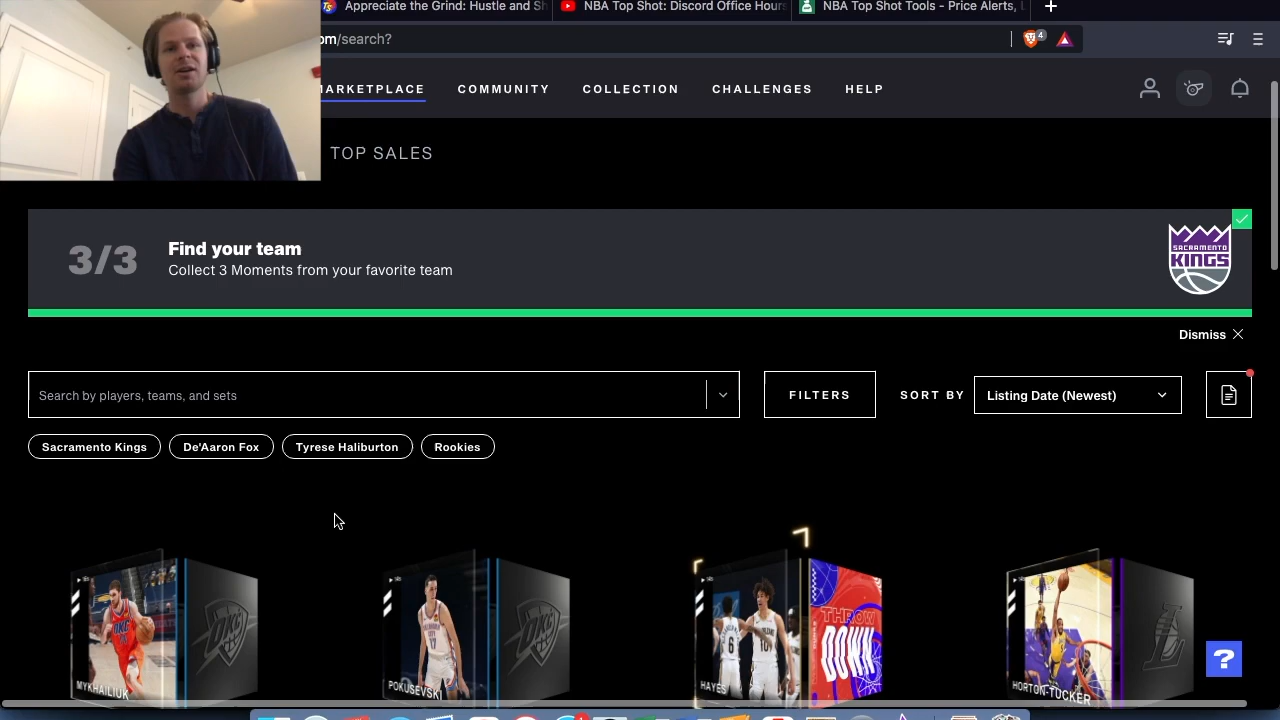 Appreciate the Grind: Hustle and Sh
NBA Top Shot: Discord Office Hours
NBA Top Shot Tools - Price Alerts, L
om/search?
4
MARKETPLACE
COMMUNITY
COLLECTION
CHALLENGES
HELP
TOP SALES
3/3
Find your team
Collect 3 Moments from your favorite team
SACRAMENTO
KINGS
Dismiss
Search by players, teams, and sets
FILTERS
SORT BY
Listing Date (Newest)
Sacramento Kings
De'Aaron Fox
Tyrese Haliburton
Rookies
MYKHAILIUK
OKC
POKUSEVSKI
OKC
HAYES
THROW
DOWN
HORTON-TUCKER
L
?